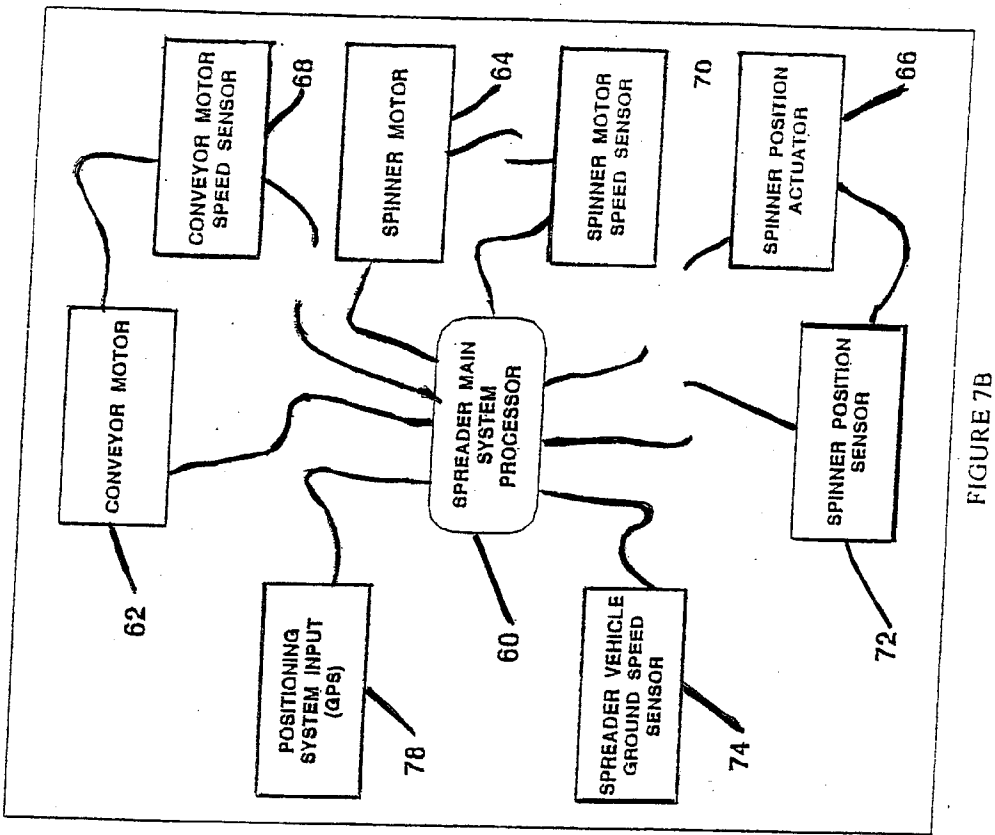 CONVEYOR MOTOR
SPEED SENSOR
68
SPINNER MOTOR
64
SPINNER MOTOR
SPEED SENSOR
70
SPINNER POSITION
ACTUATOR
66
CONVEYOR MOTOR
62
SPREADER MAIN
SYSTEM
PROCESSOR
60
SPINNER POSITION
SENSOR
72
POSITIONING
SYSTEM INPUT
(GPS)
78
SPREADER VEHICLE
GROUND SPEED
SENSOR
74
FIGURE 7B